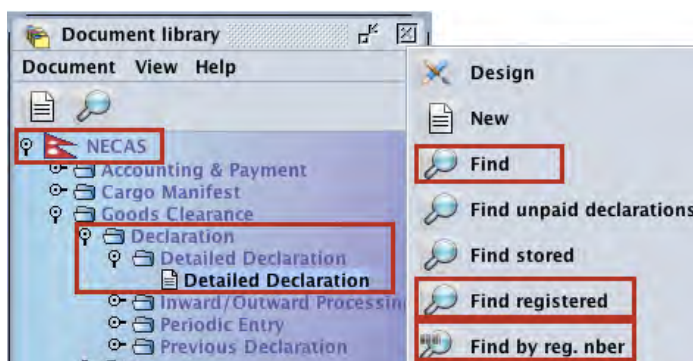 Document library
Document View Help
NECAS
Accounting & Payment
Cargo Manifest
Goods Clearance
Declaration
Detailed Declaration
Detailed Declaration
Inward/Outward
Periodic Entry
Previous Declaration
Design
New
Find
Find unpaid declarations
Find stored
Find registered
Find by reg. nber